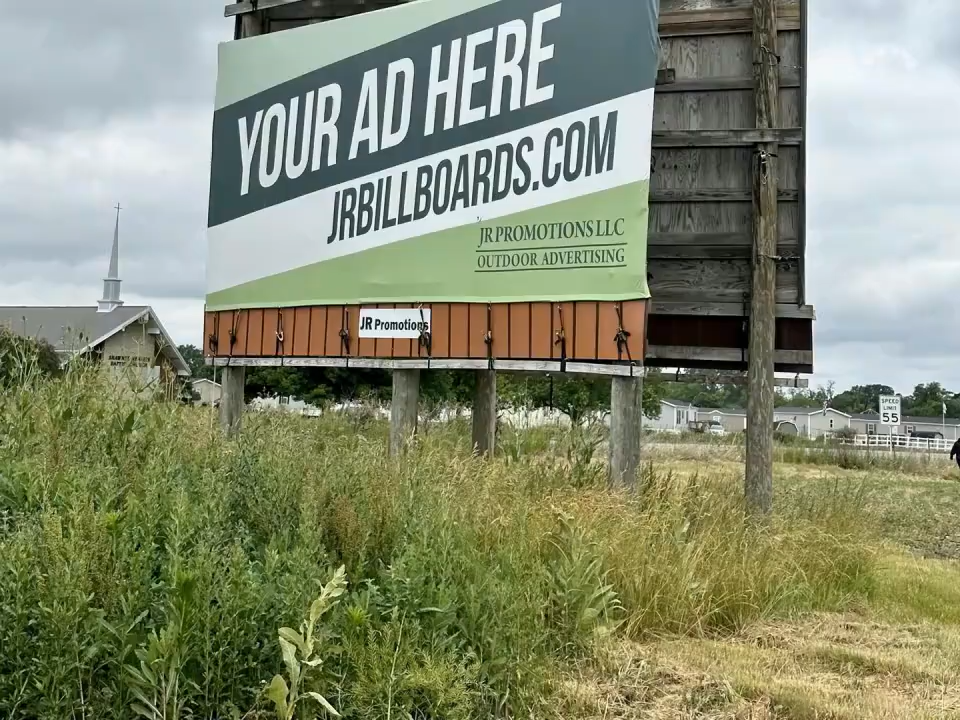 YOUR AD HERE
JRBILLBOARDS.COM
JR PROMOTIONS LLC
OUTDOOR ADVERTISING
JR Promotions
SPEED
LIMIT
55